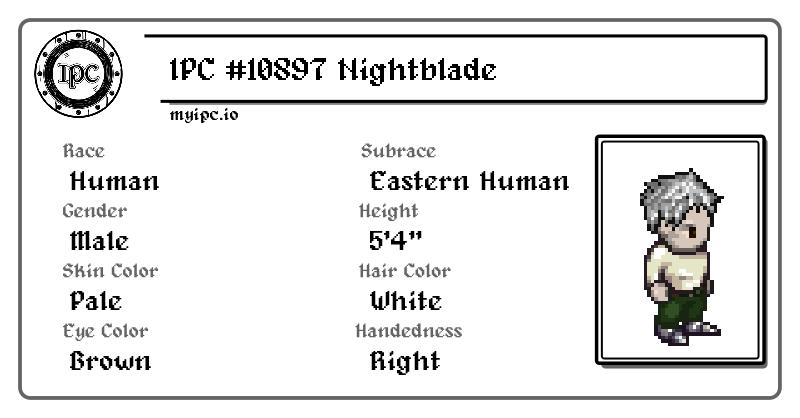 IPC
IPC #10897 Nightblade
myipc.io
Race
Human
Subrace
Eastern Human
Gender
Male
Height
5'4"
Skin Color
Pale
Hair Color
White
Eye Color
Brown
Handedness
Right